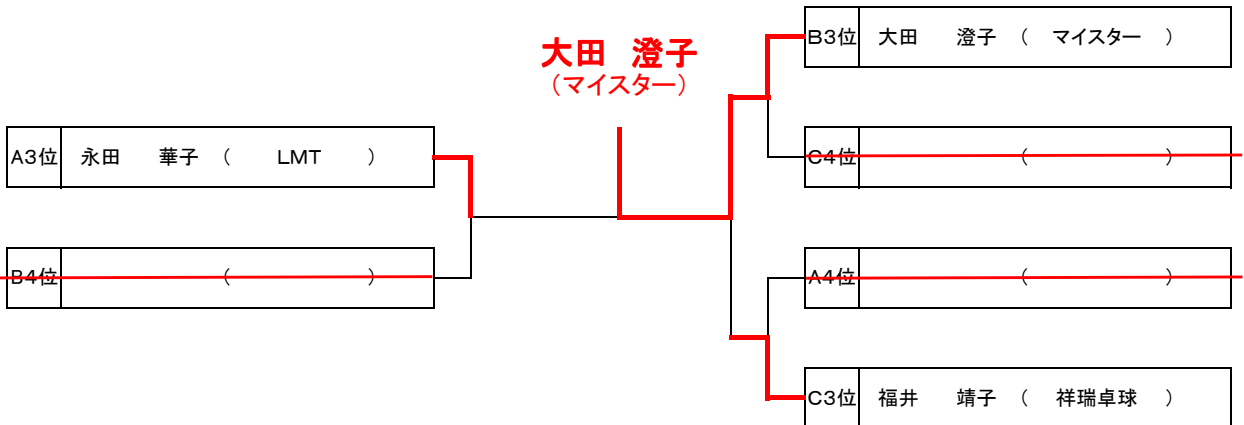 大田 澄子
（マイスター）
A3位 永田 華子 （ LMT ）
B4位 （ ）
B3位 大田 澄子 （ マイスター ）
C4位 （ ）
A4位 （ ）
C3位 福井 靖子 （ 祥瑞卓球 ）